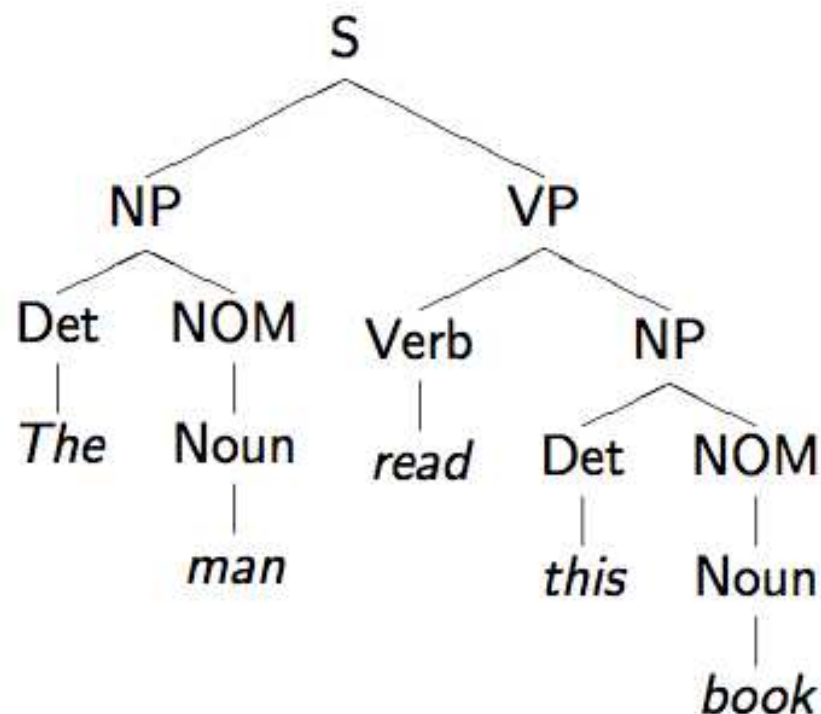 S
NP VP
Det NOM Verb NP
The Noun read Det NOM
man this Noun
book